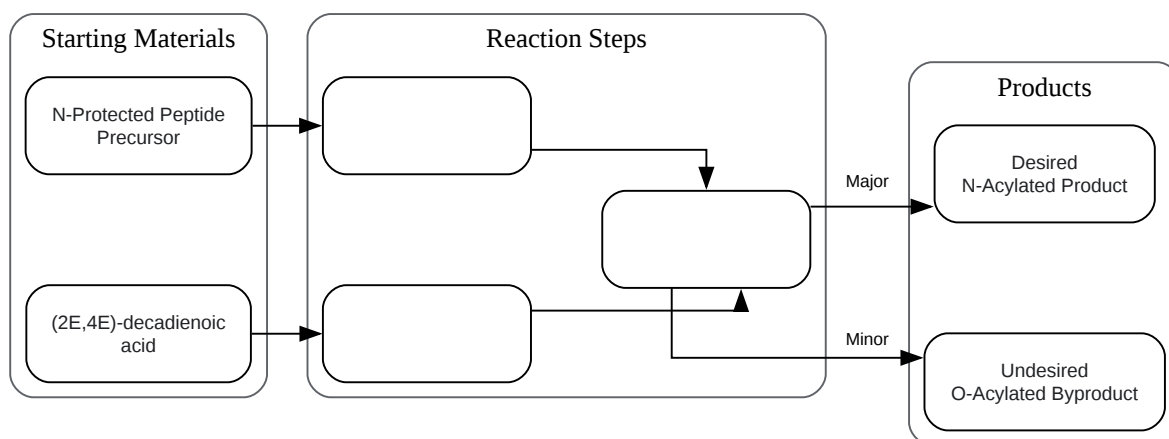 Starting Materials
N-Protected Peptide
Precursor
(2E,4E)-decadienoic
acid
Reaction Steps
Major
Minor
Products
Desired
N-Acylated Product
Undesired
O-Acylated Byproduct